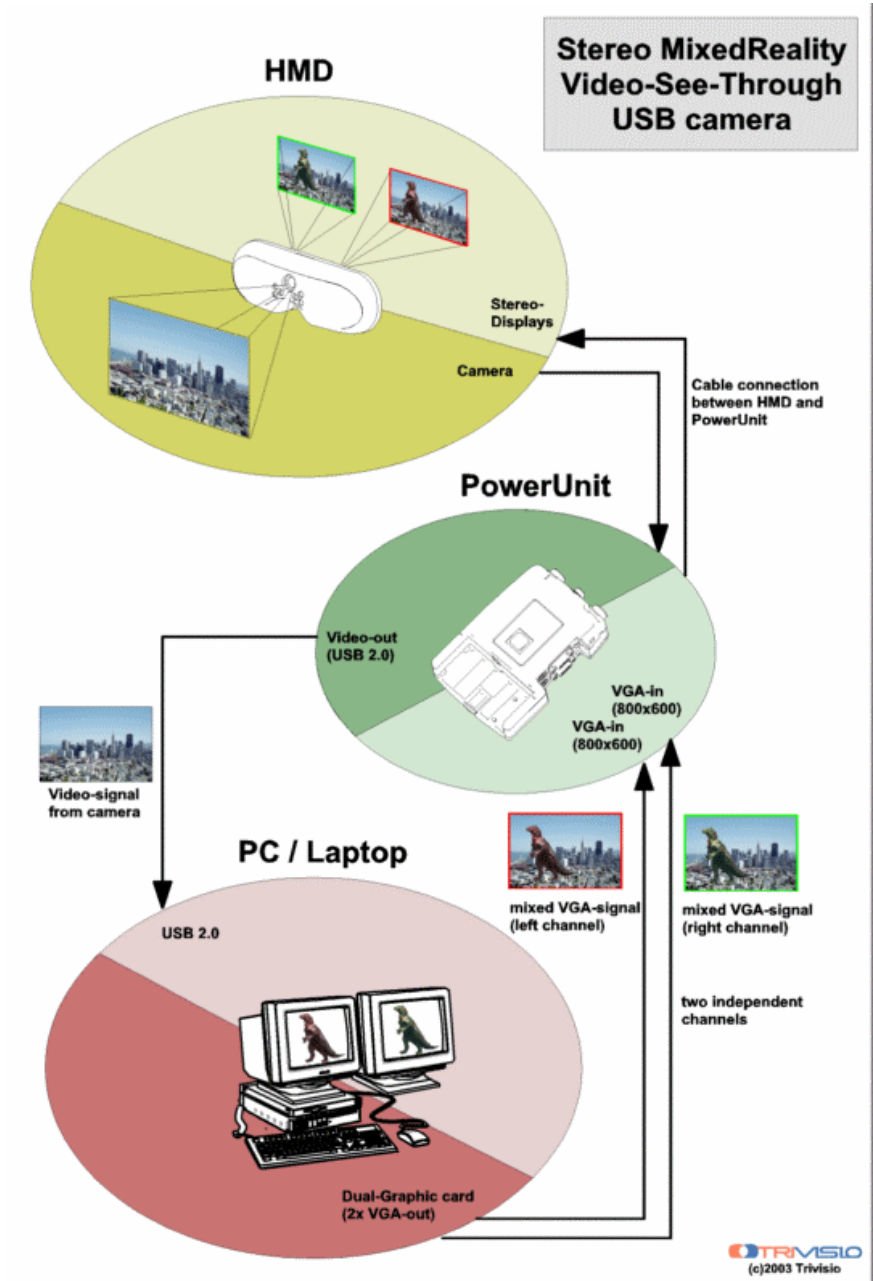 Stereo MixedReality
Video-See-Through
USB camera
HMD
Stereo-
Displays
Camera
Cable connection
between HMD and
PowerUnit
PowerUnit
Video-out
(USB 2.0)
VGA-in
(800x600)
VGA-in
(800x600)
Video-signal
from camera
PC / Laptop
mixed VGA-signal
(left channel)
mixed VGA-signal
(right channel)
USB 2.0
two independent
channels
Dual-Graphic card
(2x VGA-out)
TRIVISIO
(c)2003 Trivisio